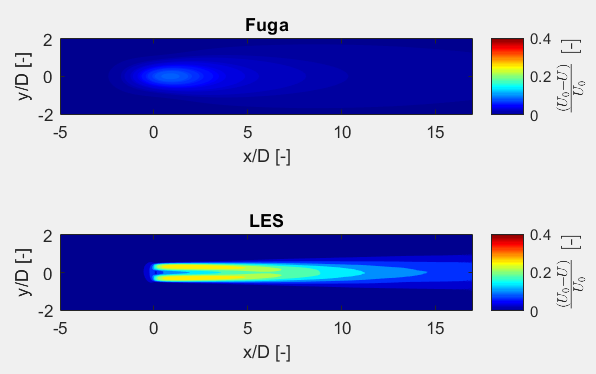 Fuga
2
0
-2
y/D [-]
-5 0 5 10 15
x/D [-]
0.4
0.2
0
(U₀−U)/U₀ [-]
LES
2
0
-2
y/D [-]
-5 0 5 10 15
x/D [-]
0.4
0.2
0
(U₀−U)/U₀ [-]